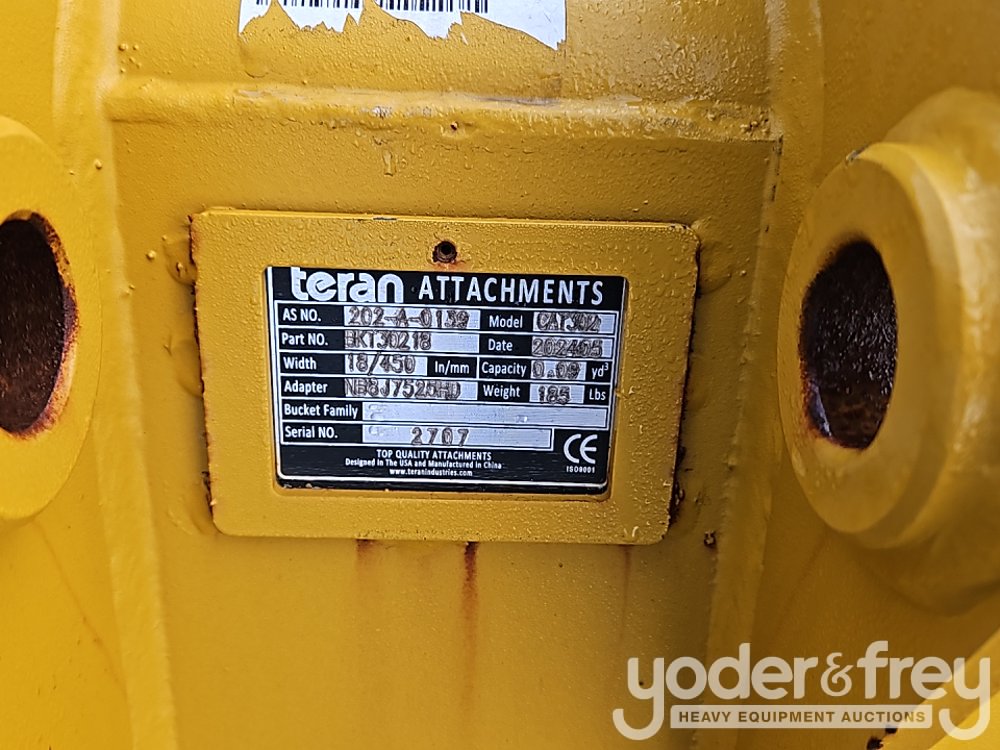 teran ATTACHMENTS
AS NO. 202-A-0139 Model CAT302
Part NO. BKT30218 Date 202405
Width 18/450 In/mm Capacity 0.09 yd³
Adapter NB8J7525HD Weight 185 Lbs
Bucket Family
Serial NO. 2707
CE
ISO9001
TOP QUALITY ATTACHMENTS
Designed in The USA and Manufactured in China
www.teranindustries.com
yoder&frey
HEAVY EQUIPMENT AUCTIONS